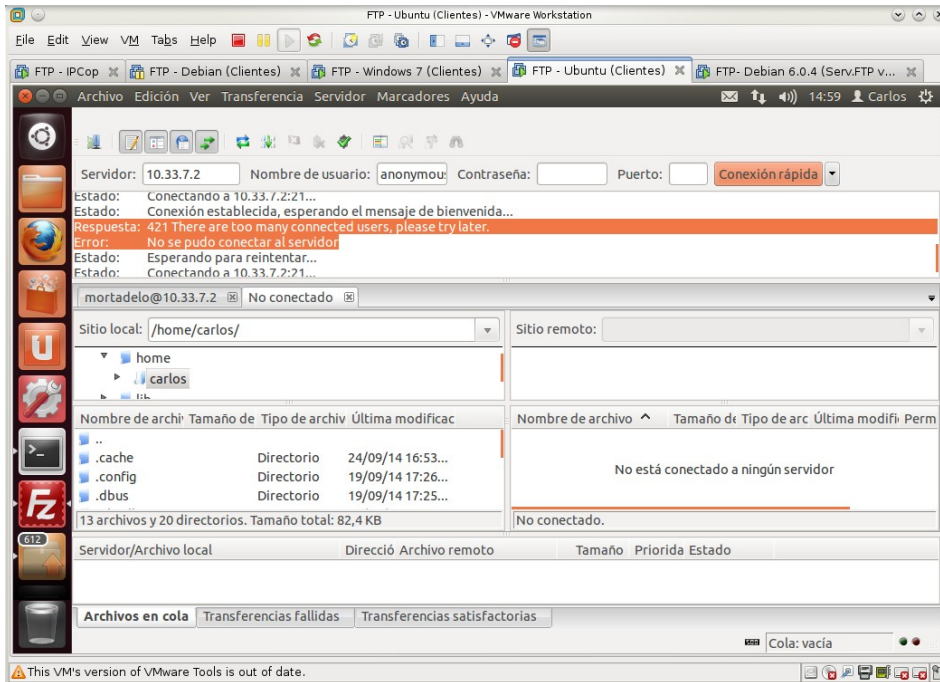 FTP - Ubuntu (Clientes) - VMware Workstation
File Edit View VM Tabs Help
FTP - IPCop FTP - Debian (Clientes) FTP - Windows 7 (Clientes) FTP - Ubuntu (Clientes) FTP- Debian 6.0.4 (Serv.FTP v...
Archivo Edición Ver Transferencia Servidor Marcadores Ayuda 14:59 Carlos
Servidor: 10.33.7.2 Nombre de usuario: anonymou Contraseña: Puerto: Conexión rápida
Estado: Conectando a 10.33.7.2:21...
Estado: Conexión establecida, esperando el mensaje de bienvenida...
Respuesta: 421 There are too many connected users, please try later.
Error: No se pudo conectar al servidor
Estado: Esperando para reintentar...
Estado: Conectando a 10.33.7.2:21...
mortadelo@10.33.7.2 No conectado
Sitio local: /home/carlos/ Sitio remoto:
home
carlos
lib
Nombre de archiv Tamaño de Tipo de archiv Última modificac Nombre de archivo Tamaño de Tipo de arc Última modifi Perm
..
.cache Directorio 24/09/14 16:53...
.config Directorio 19/09/14 17:26...
.dbus Directorio 19/09/14 17:25...
No está conectado a ningún servidor
13 archivos y 20 directorios. Tamaño total: 82,4 KB No conectado.
612
Servidor/Archivo local Direcció Archivo remoto Tamaño Priorida Estado
Archivos en cola Transferencias fallidas Transferencias satisfactorias
Cola: vacía
This VM's version of VMware Tools is out of date.